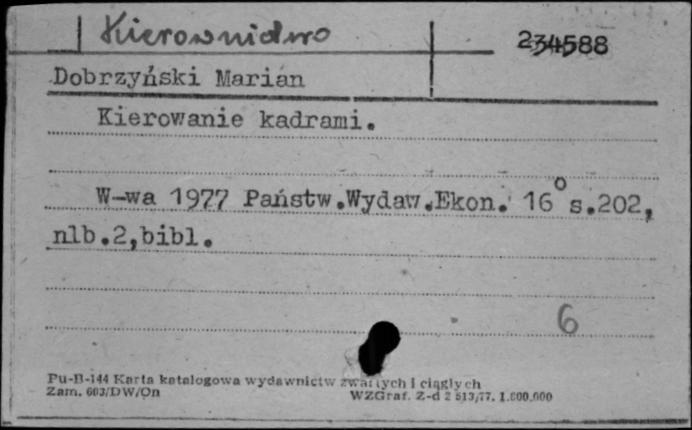 Kierownictwo
234588
Dobrzyński Marian
Kierowanie kadrami.
W-wa 1977 Państw.Wydaw.Ekon. 16° s.202,
nlb.2,bibl.
6
Pu-B-144 Karta katalogowa wydawnictw zwartych i ciągłych
Zam. 603/DW/On WZGraf. Z-d 2 513/77. 1.000.000